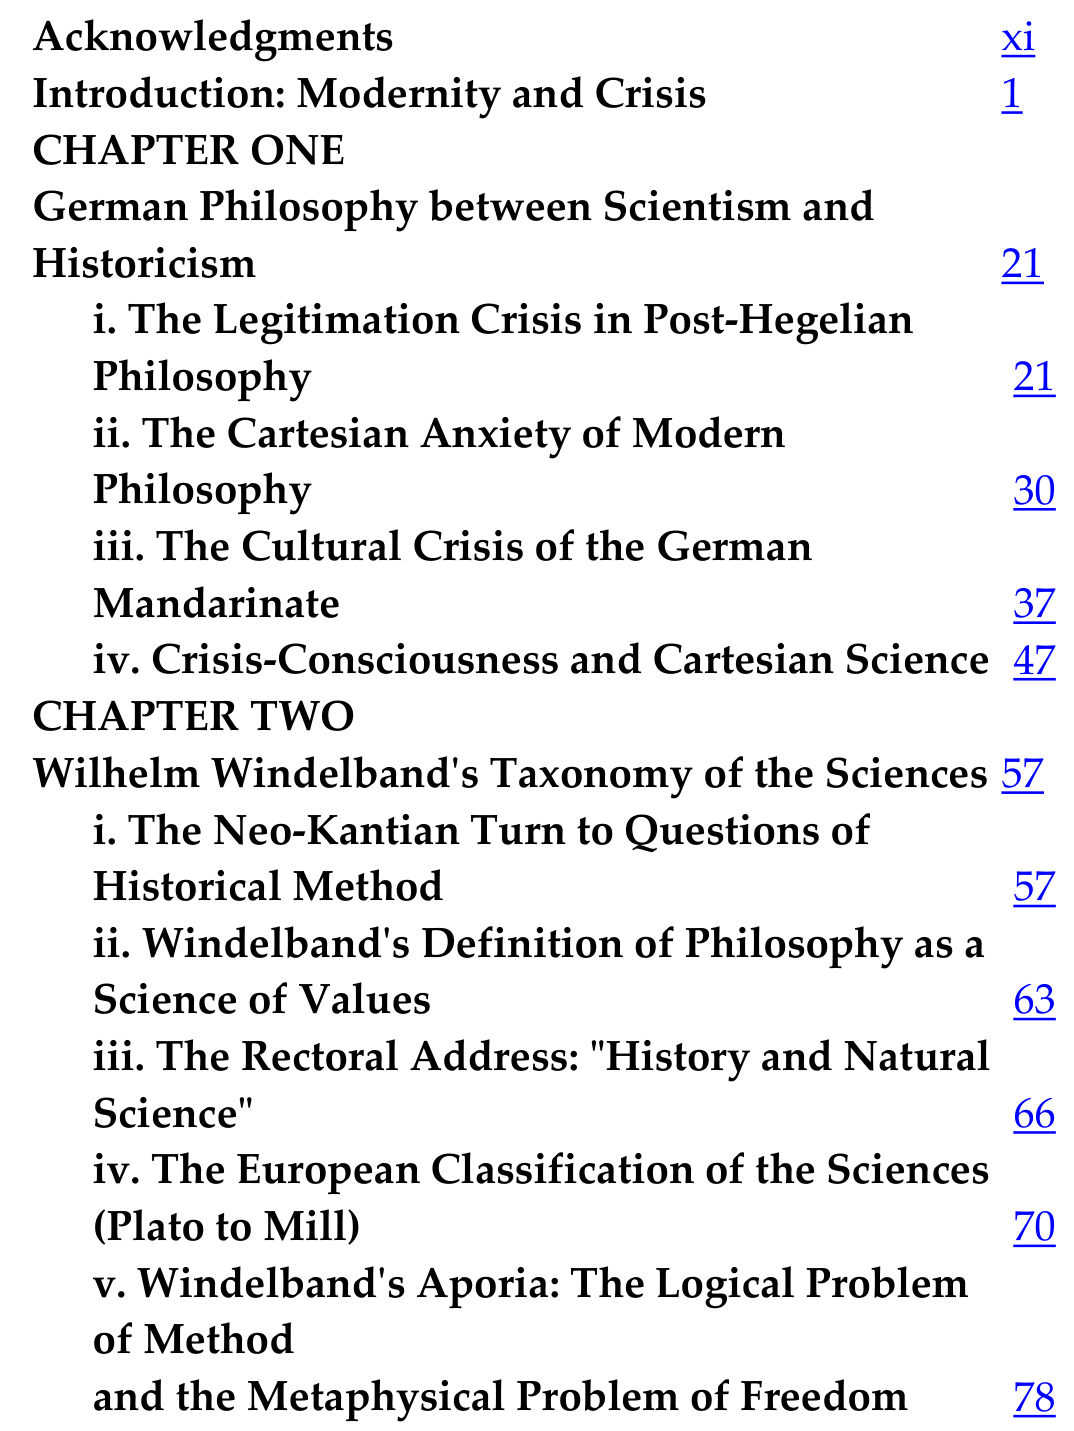 Acknowledgments xi
Introduction: Modernity and Crisis 1
CHAPTER ONE
German Philosophy between Scientism and
Historicism 21
i. The Legitimation Crisis in Post-Hegelian
Philosophy 21
ii. The Cartesian Anxiety of Modern
Philosophy 30
iii. The Cultural Crisis of the German
Mandarinate 37
iv. Crisis-Consciousness and Cartesian Science 47
CHAPTER TWO
Wilhelm Windelband's Taxonomy of the Sciences 57
i. The Neo-Kantian Turn to Questions of
Historical Method 57
ii. Windelband's Definition of Philosophy as a
Science of Values 63
iii. The Rectoral Address: "History and Natural
Science" 66
iv. The European Classification of the Sciences
(Plato to Mill) 70
v. Windelband's Aporia: The Logical Problem
of Method
and the Metaphysical Problem of Freedom 78